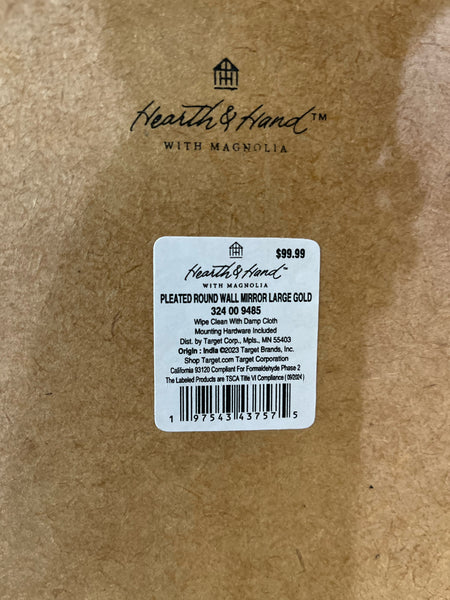 Hearth & Hand™
WITH MAGNOLIA
$99.99
Hearth & Hand™
WITH MAGNOLIA
PLEATED ROUND WALL MIRROR LARGE GOLD
324 00 9485
Wipe Clean With Damp Cloth
Mounting Hardware Included
Dist. by Target Corp., Mpls., MN 55403
Origin : India ©2023 Target Brands, Inc.
Shop Target.com Target Corporation
California 93120 Compliant For Formaldehyde Phase 2
The Labeled Products are TSCA Title VI Compliance ( 09/2024 )
1 97543 43757 5